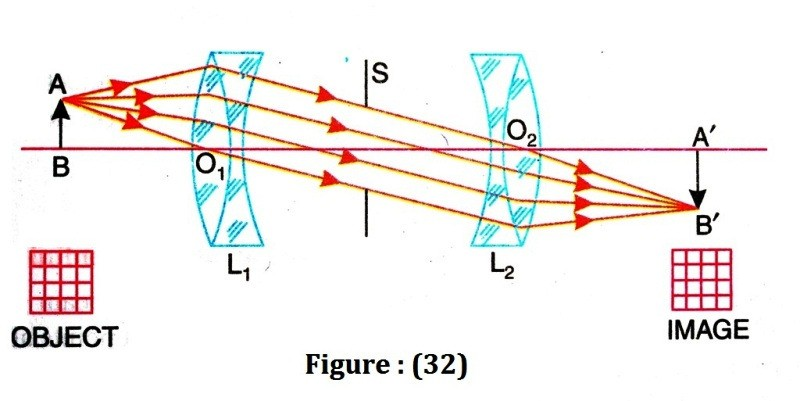 A
B
O₁
L₁
S
O₂
L₂
A′
B′
OBJECT
IMAGE
Figure : (32)